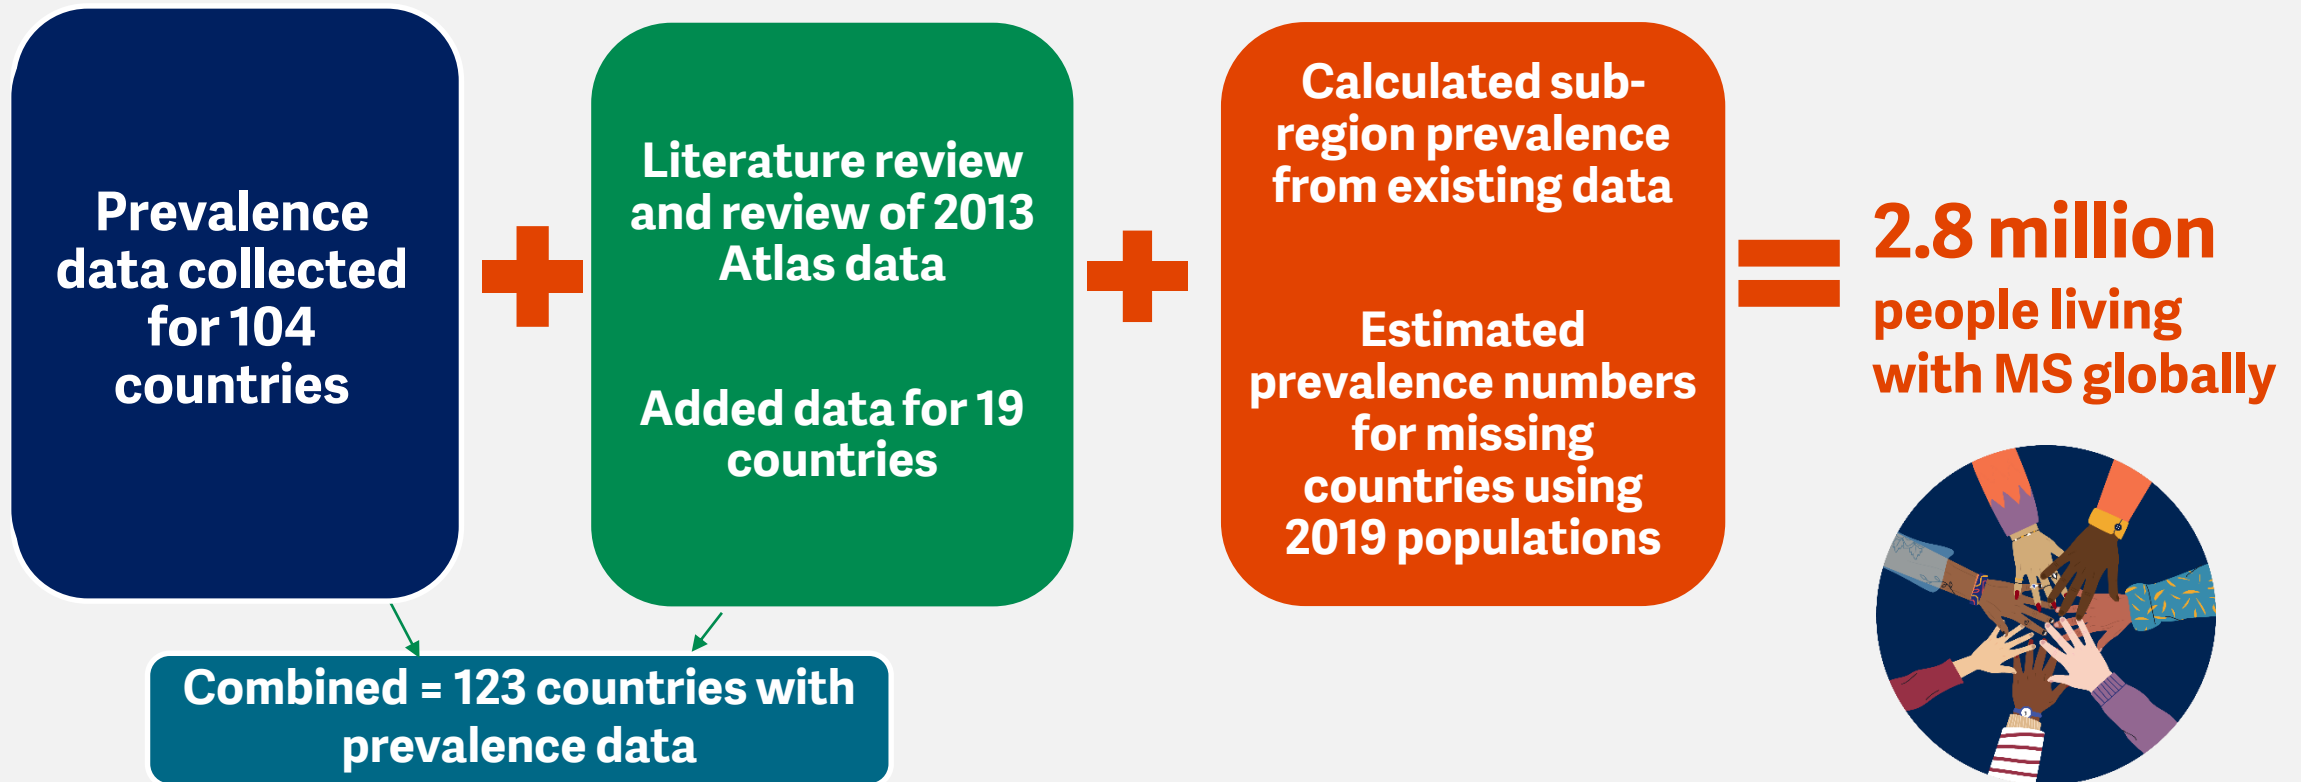 Prevalence
data collected
for 104
countries
Literature review
and review of 2013
Atlas data
Added data for 19
countries
Calculated sub-
region prevalence
from existing data
Estimated
prevalence numbers
for missing
countries using
2019 populations
2.8 million
people living
with MS globally
Combined = 123 countries with
prevalence data